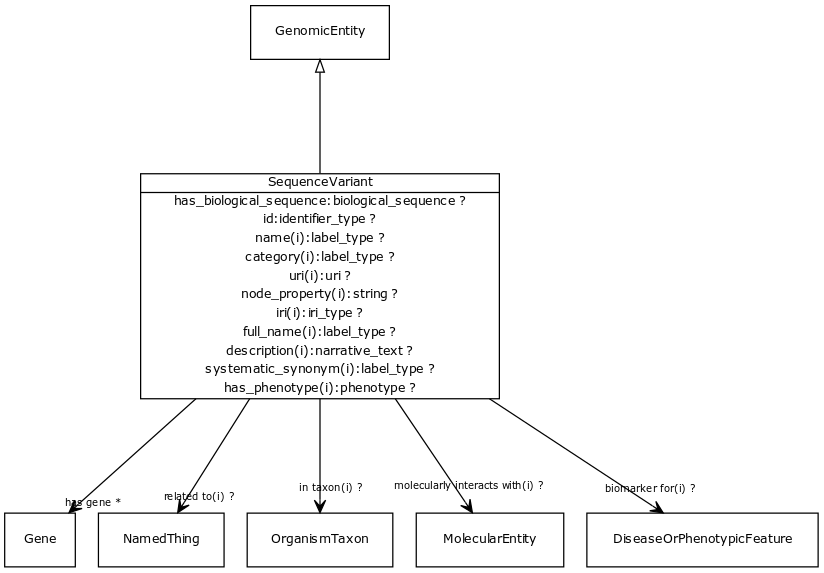 GenomicEntity
SequenceVariant
has_biological_sequence:biological_sequence ?
id:identifier_type ?
name(i):label_type ?
category(i):label_type ?
uri(i):uri ?
node_property(i):string ?
iri(i):iri_type ?
full_name(i):label_type ?
description(i):narrative_text ?
systematic_synonym(i):label_type ?
has_phenotype(i):phenotype ?
has gene *
related to(i) ?
in taxon(i) ?
molecularly interacts with(i) ?
biomarker for(i) ?
Gene
NamedThing
OrganismTaxon
MolecularEntity
DiseaseOrPhenotypicFeature